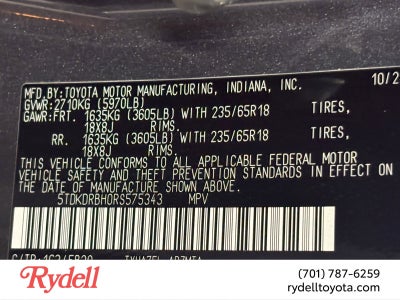 MFD.BY:TOYOTA MOTOR MANUFACTURING, INDIANA, INC.
10/2
GVWR:2710KG (5970LB)
GAWR:FRT. 1635KG (3605LB) WITH 235/65R18 TIRES,
18X8J RIMS.
RR. 1635KG (3605LB) WITH 235/65R18 TIRES,
18X8J RIMS.
THIS VEHICLE CONFORMS TO ALL APPLICABLE FEDERAL MOTOR
VEHICLE SAFETY AND THEFT PREVENTION STANDARDS IN EFFECT
ON THE DATE OF MANUFACTURE SHOWN ABOVE.
5TDKDRBH0RS575343 MPV
Rydell
(701) 787-6259
rydelltoyota.com